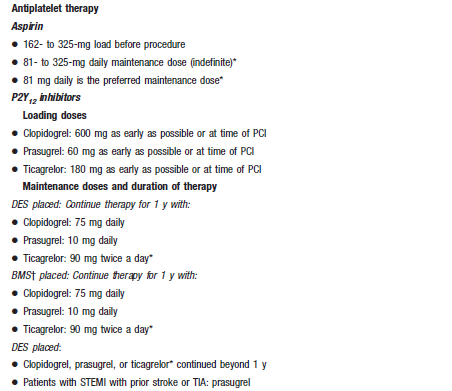 Antiplatelet therapy
Aspirin
● 162- to 325-mg load before procedure
● 81- to 325-mg daily maintenance dose (indefinite)*
● 81 mg daily is the preferred maintenance dose*
P2Y12 inhibitors
Loading doses
● Clopidogrel: 600 mg as early as possible or at time of PCI
● Prasugrel: 60 mg as early as possible or at time of PCI
● Ticagrelor: 180 mg as early as possible or at time of PCI
Maintenance doses and duration of therapy
DES placed: Continue therapy for 1 y with:
● Clopidogrel: 75 mg daily
● Prasugrel: 10 mg daily
● Ticagrelor: 90 mg twice a day*
BMS† placed: Continue therapy for 1 y with:
● Clopidogrel: 75 mg daily
● Prasugrel: 10 mg daily
● Ticagrelor: 90 mg twice a day*
DES placed:
● Clopidogrel, prasugrel, or ticagrelor* continued beyond 1 y
● Patients with STEMI with prior stroke or TIA: prasugrel